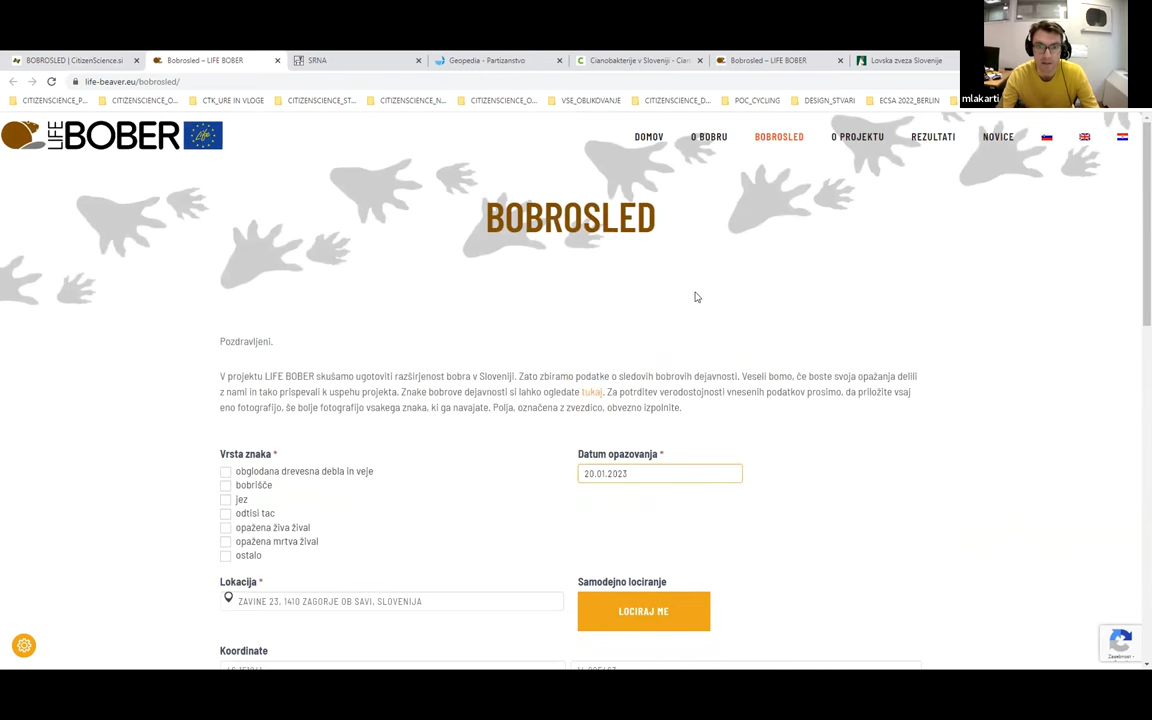 BOBROSLED | CitizenScience.si
Bobrosled – LIFE BOBER
SRNA
Geopedia - Partizanstvo
Cianobakterije v Sloveniji - Cian
Bobrosled – LIFE BOBER
Lovska zveza Slovenije
life-beaver.eu/bobrosled/
CITIZENSCIENCE_P...
CITIZENSCIENCE_O...
CTK_URE IN VLOGE
CITIZENSCIENCE_ST...
CITIZENSCIENCE_N...
CITIZENSCIENCE_O...
VSE_OBLIKOVANJE
CITIZENSCIENCE_D...
POC_CYCLING
DESIGN_STVARI
ECSA 2022_BERLIN
mlakarti
LIFE BOBER
DOMOV
O BOBRU
BOBROSLED
O PROJEKTU
REZULTATI
NOVICE
BOBROSLED
Pozdravljeni.
V projektu LIFE BOBER skušamo ugotoviti razširjenost bobra v Sloveniji. Zato zbiramo podatke o sledovih bobrovih dejavnosti. Veseli bomo, če boste svoja opažanja delili
z nami in tako prispevali k uspehu projekta. Znake bobrove dejavnosti si lahko ogledate tukaj. Za potrditev verodostojnosti vnesenih podatkov prosimo, da priložite vsaj
eno fotografijo, še bolje fotografijo vsakega znaka, ki ga navajate. Polja, označena z zvezdico, obvezno izpolnite.
Vrsta znaka *
Datum opazovanja *
obglodana drevesna debla in veje
20.01.2023
bobrišče
jez
odtisi tac
opažena živa žival
opažena mrtva žival
ostalo
Lokacija *
Samodejno lociranje
ZAVINE 23, 1410 ZAGORJE OB SAVI, SLOVENIJA
LOCIRAJ ME
Koordinate